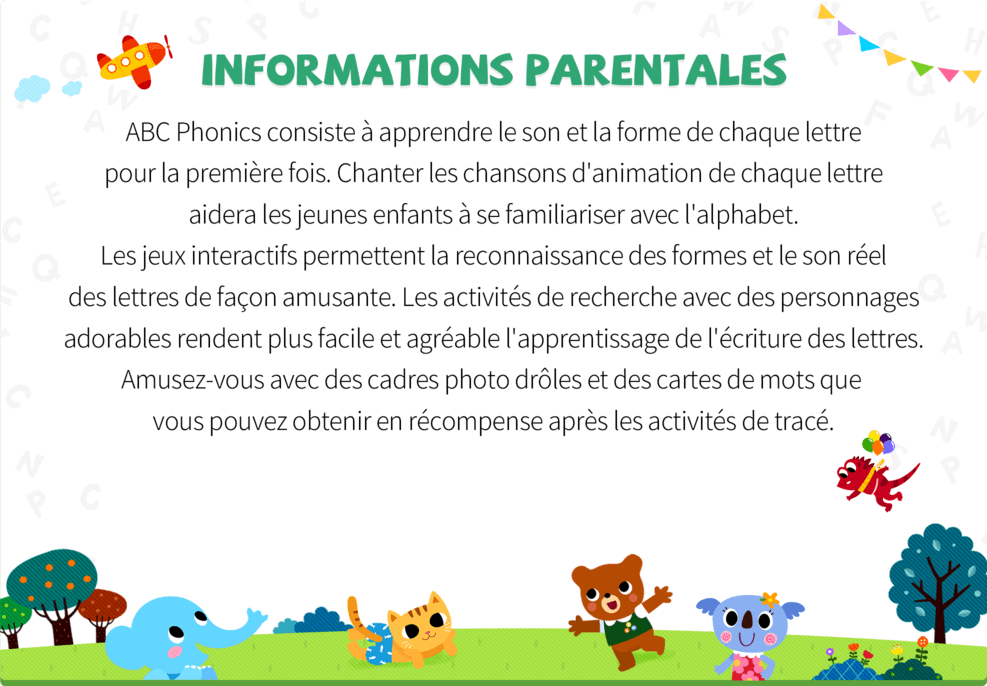 INFORMATIONS PARENTALES
ABC Phonics consiste à apprendre le son et la forme de chaque lettre
pour la première fois. Chanter les chansons d'animation de chaque lettre
aidera les jeunes enfants à se familiariser avec l'alphabet.
Les jeux interactifs permettent la reconnaissance des formes et le son réel
des lettres de façon amusante. Les activités de recherche avec des personnages
adorables rendent plus facile et agréable l'apprentissage de l'écriture des lettres.
Amusez-vous avec des cadres photo drôles et des cartes de mots que
vous pouvez obtenir en récompense après les activités de tracé.